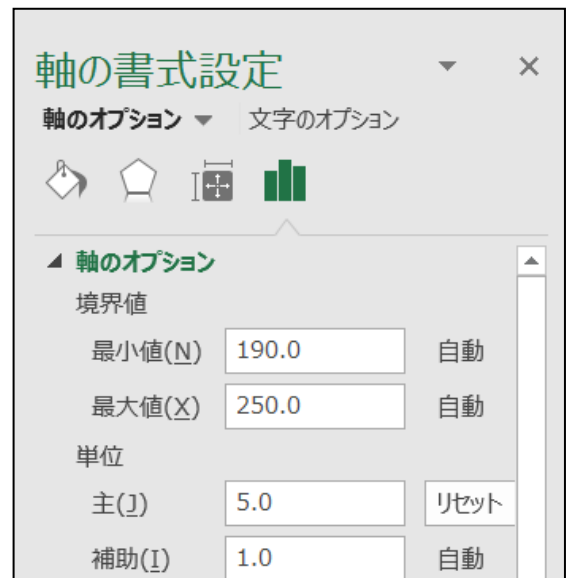 軸の書式設定
軸のオプション 文字のオプション
軸のオプション
境界値
最小値(N) 190.0 自動
最大値(X) 250.0 自動
単位
主(J) 5.0 リセット
補助(I) 1.0 自動